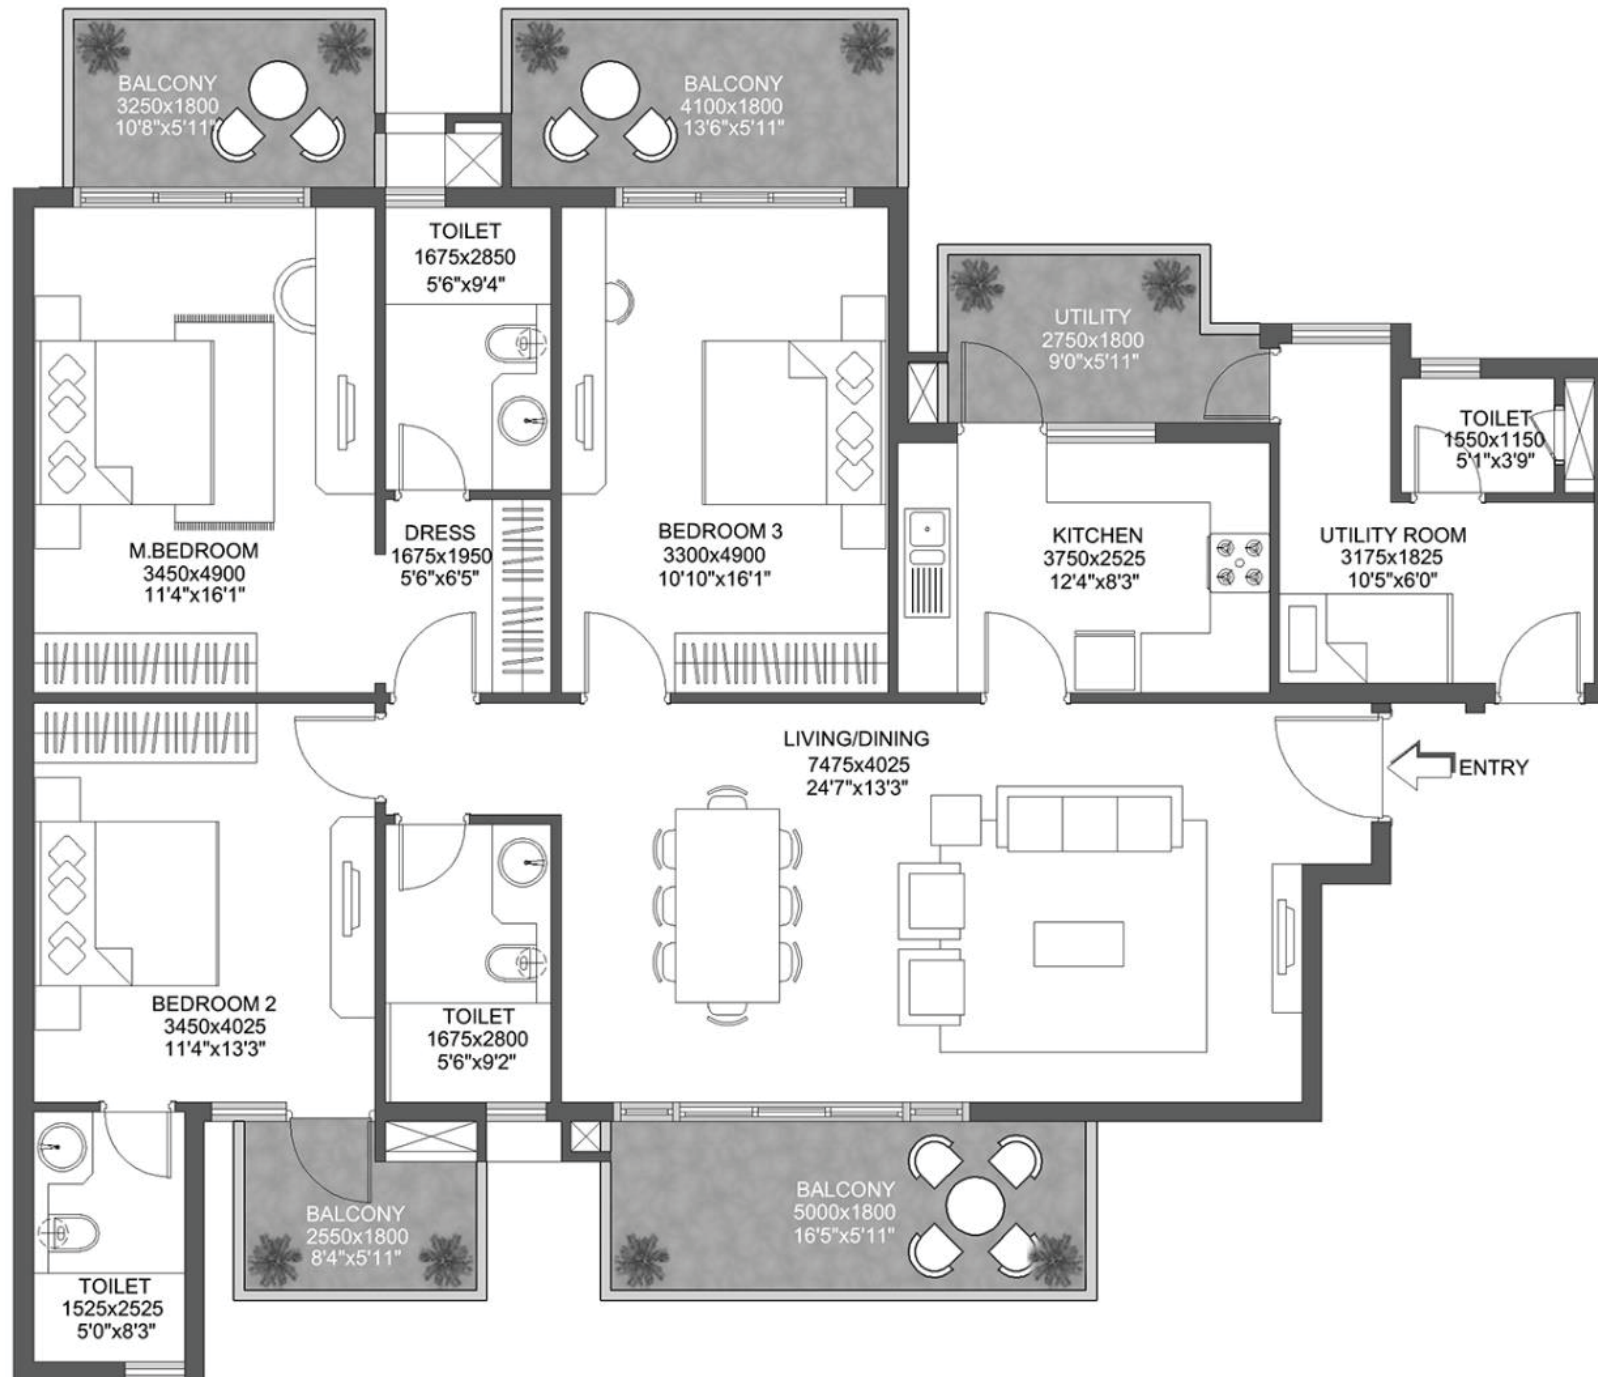 BALCONY
3250x1800
10'8"x5'11"
BALCONY
4100x1800
13'6"x5'11"
TOILET
1675x2850
5'6"x9'4"
UTILITY
2750x1800
9'0"x5'11"
TOILET
1550x1150
5'1"x3'9"
M.BEDROOM
3450x4900
11'4"x16'1"
DRESS
1675x1950
5'6"x6'5"
BEDROOM 3
3300x4900
10'10"x16'1"
KITCHEN
3750x2525
12'4"x8'3"
UTILITY ROOM
3175x1825
10'5"x6'0"
LIVING/DINING
7475x4025
24'7"x13'3"
ENTRY
BEDROOM 2
3450x4025
11'4"x13'3"
TOILET
1675x2800
5'6"x9'2"
BALCONY
2550x1800
8'4"x5'11"
BALCONY
5000x1800
16'5"x5'11"
TOILET
1525x2525
5'0"x8'3"